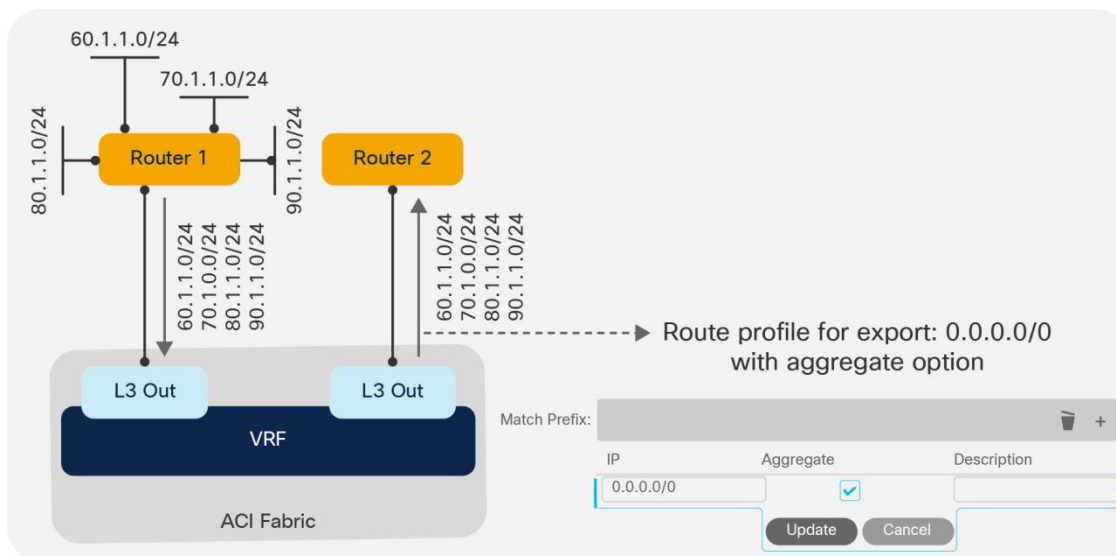 60.1.1.0/24
70.1.1.0/24
80.1.1.0/24
Router 1
90.1.1.0/24
Router 2
60.1.1.0/24
70.1.0.0/24
80.1.1.0/24
90.1.1.0/24
60.1.1.0/24
70.1.0.0/24
80.1.1.0/24
90.1.1.0/24
Route profile for export: 0.0.0.0/0
with aggregate option
L3 Out
L3 Out
VRF
ACI Fabric
Match Prefix:
+
IP Aggregate Description
0.0.0.0/0
Update Cancel